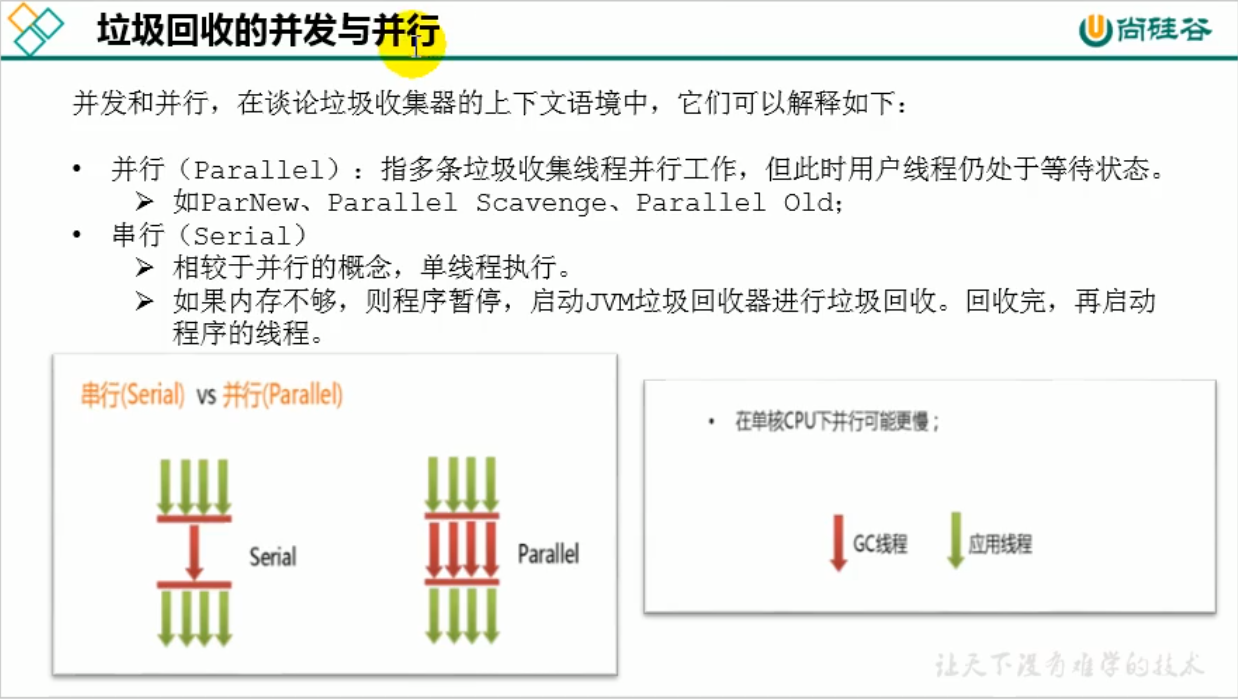 垃圾回收的并发与并行
尚硅谷
并发和并行，在谈论垃圾收集器的上下文语境中，它们可以解释如下：
• 并行（Parallel）：指多条垃圾收集线程并行工作，但此时用户线程仍处于等待状态。
➢ 如ParNew、Parallel Scavenge、Parallel Old；
• 串行（Serial）
➢ 相较于并行的概念，单线程执行。
➢ 如果内存不够，则程序暂停，启动JVM垃圾回收器进行垃圾回收。回收完，再启动
程序的线程。
串行(Serial) vs 并行(Parallel)
Serial
Parallel
• 在单核CPU下并行可能更慢；
GC线程
应用线程
让天下没有难学的技术